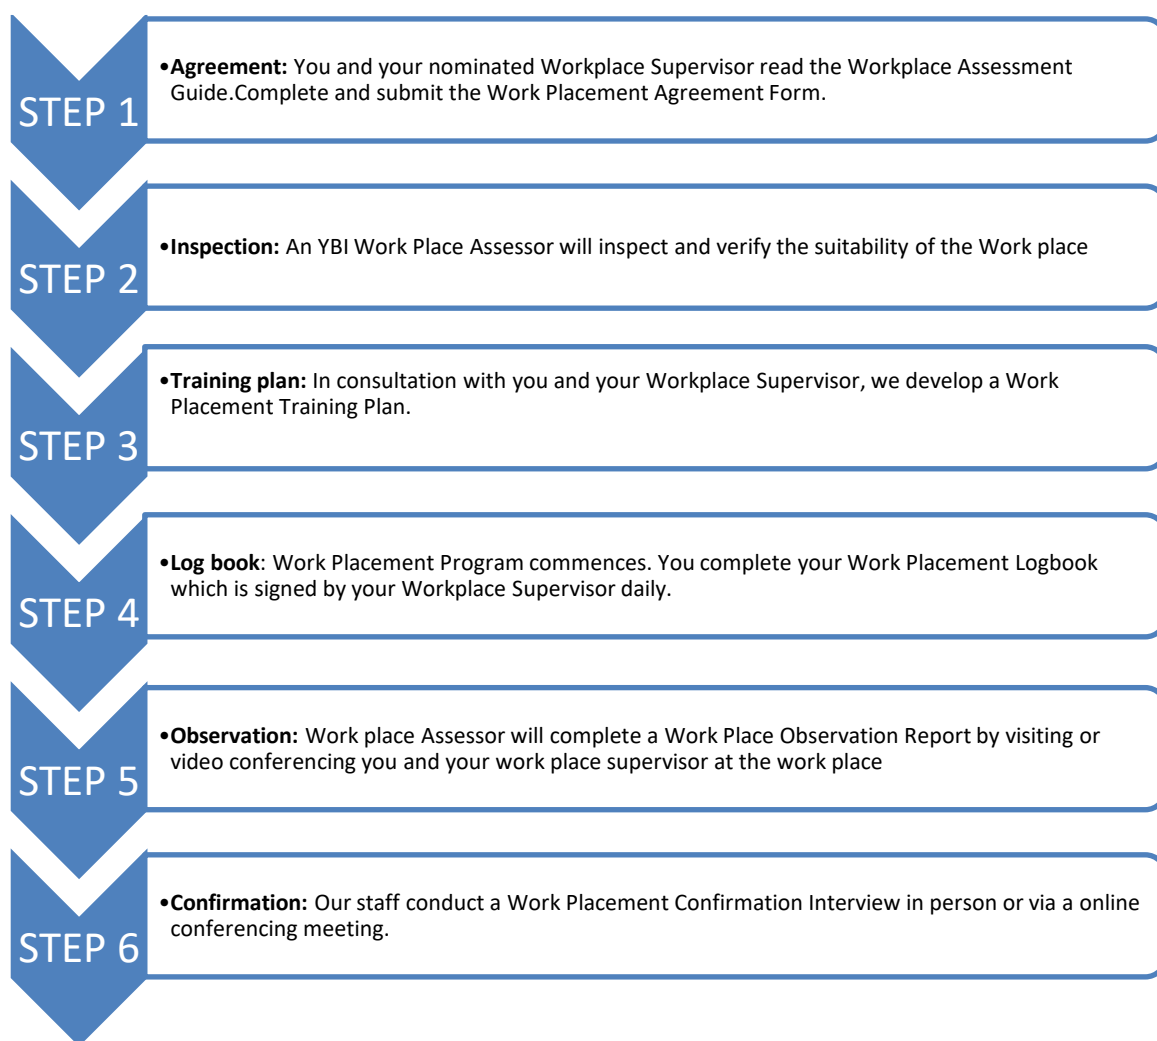 STEP 1
•Agreement: You and your nominated Workplace Supervisor read the Workplace Assessment
Guide.Complete and submit the Work Placement Agreement Form.
STEP 2
•Inspection: An YBI Work Place Assessor will inspect and verify the suitability of the Work place
STEP 3
•Training plan: In consultation with you and your Workplace Supervisor, we develop a Work
Placement Training Plan.
STEP 4
•Log book: Work Placement Program commences. You complete your Work Placement Logbook
which is signed by your Workplace Supervisor daily.
STEP 5
•Observation: Work place Assessor will complete a Work Place Observation Report by visiting or
video conferencing you and your work place supervisor at the work place
STEP 6
•Confirmation: Our staff conduct a Work Placement Confirmation Interview in person or via a online
conferencing meeting.